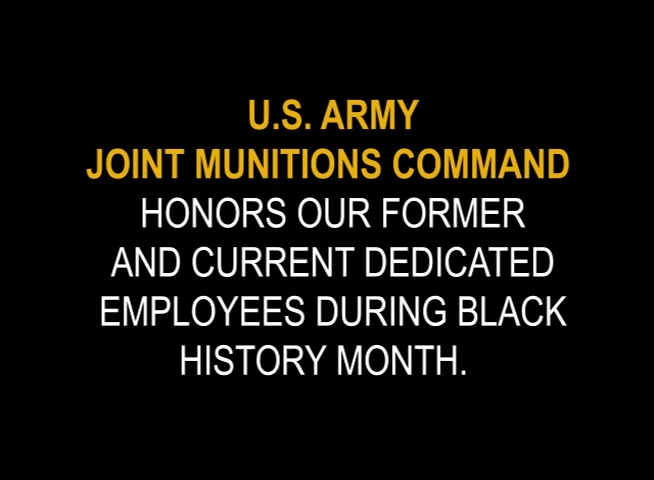 U.S. ARMY
JOINT MUNITIONS COMMAND
HONORS OUR FORMER
AND CURRENT DEDICATED
EMPLOYEES DURING BLACK
HISTORY MONTH.